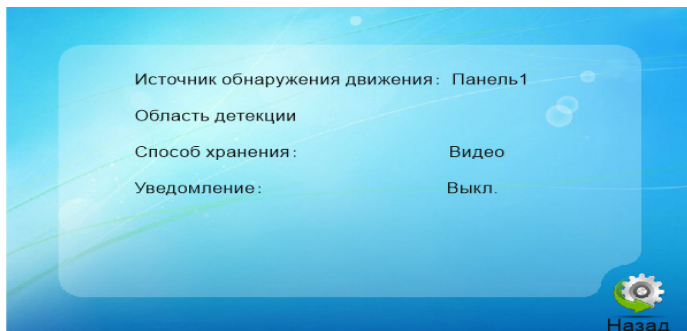 Источник обнаружения движения: Панель1
Область детекции
Способ хранения: Видео
Уведомление: Выкл.
Назад